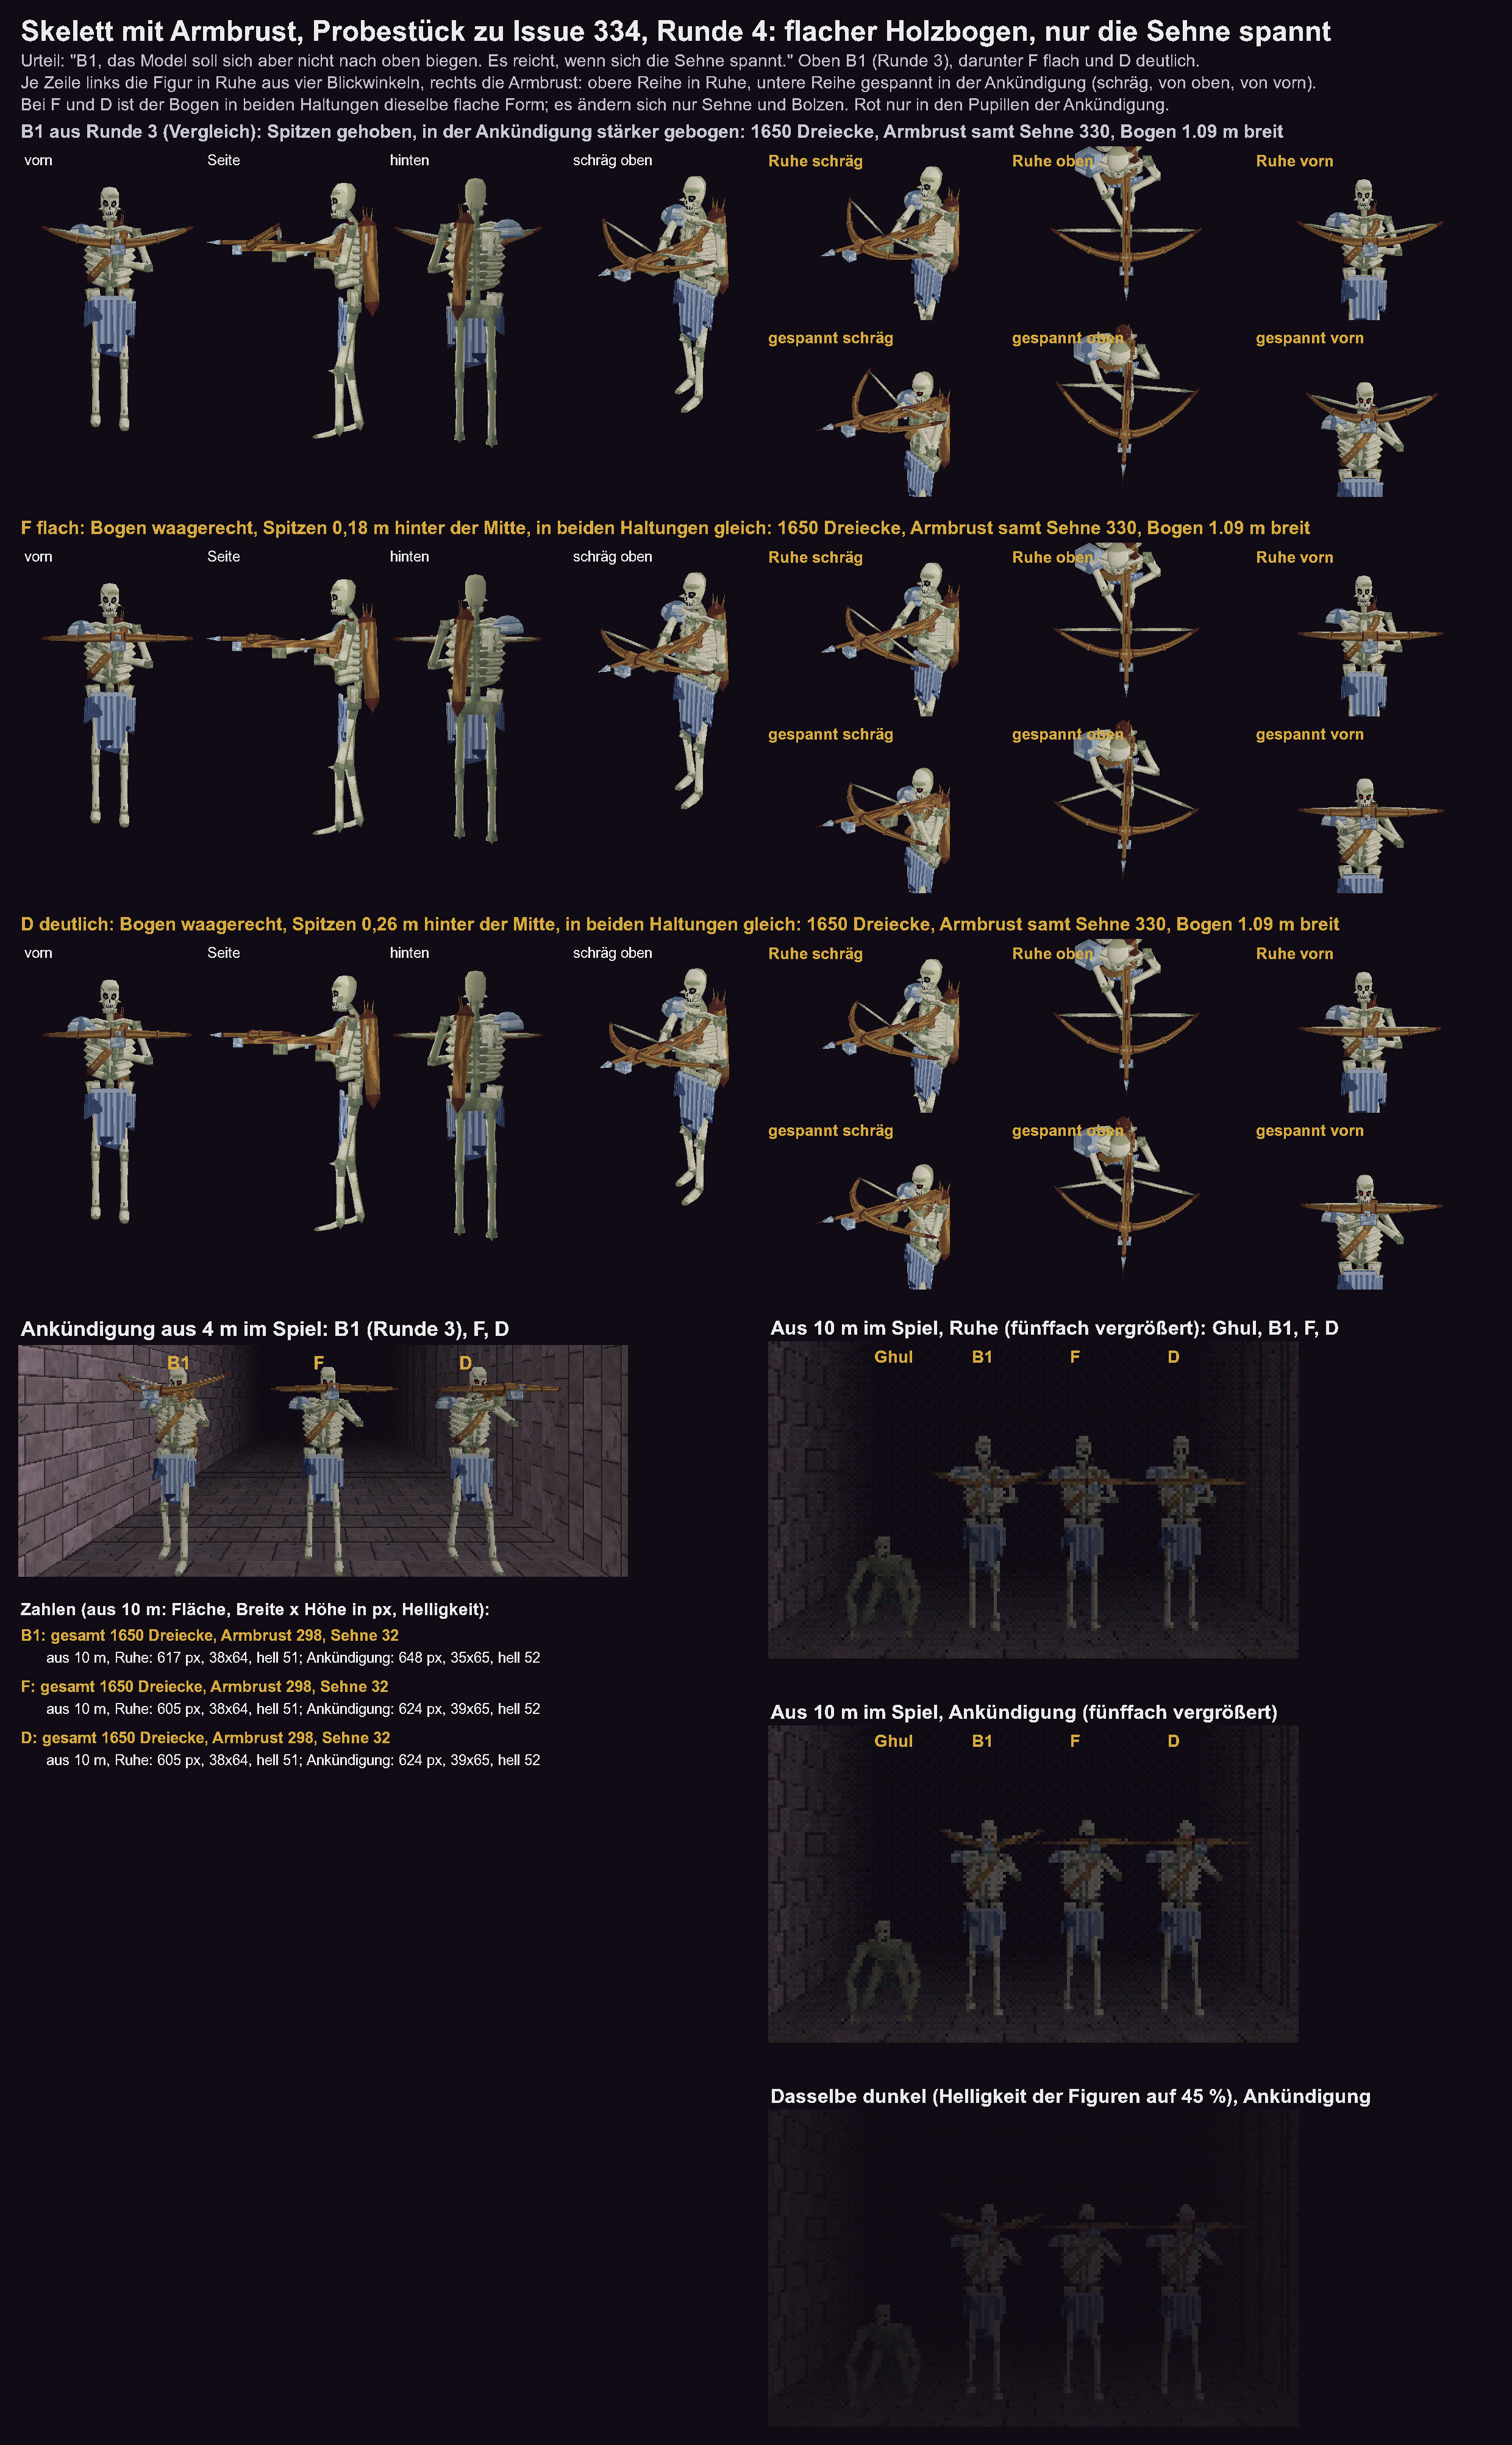 Skelett mit Armbrust, Probestück zu Issue 334, Runde 4: flacher Holzbogen, nur die Sehne spannt
Urteil: "B1, das Model soll sich aber nicht nach oben biegen. Es reicht, wenn sich die Sehne spannt." Oben B1 (Runde 3), darunter F flach und D deutlich.
Je Zeile links die Figur in Ruhe aus vier Blickwinkeln, rechts die Armbrust: obere Reihe in Ruhe, untere Reihe gespannt in der Ankündigung (schräg, von oben, von vorn).
Bei F und D ist der Bogen in beiden Haltungen dieselbe flache Form; es ändern sich nur Sehne und Bolzen. Rot nur in den Pupillen der Ankündigung.
B1 aus Runde 3 (Vergleich): Spitzen gehoben, in der Ankündigung stärker gebogen: 1650 Dreiecke, Armbrust samt Sehne 330, Bogen 1.09 m breit
vorn Seite hinten schräg oben Ruhe schräg Ruhe oben Ruhe vorn
gespannt schräg gespannt oben gespannt vorn
F flach: Bogen waagerecht, Spitzen 0,18 m hinter der Mitte, in beiden Haltungen gleich: 1650 Dreiecke, Armbrust samt Sehne 330, Bogen 1.09 m breit
vorn Seite hinten schräg oben Ruhe schräg Ruhe oben Ruhe vorn
gespannt schräg gespannt oben gespannt vorn
D deutlich: Bogen waagerecht, Spitzen 0,26 m hinter der Mitte, in beiden Haltungen gleich: 1650 Dreiecke, Armbrust samt Sehne 330, Bogen 1.09 m breit
vorn Seite hinten schräg oben Ruhe schräg Ruhe oben Ruhe vorn
gespannt schräg gespannt oben gespannt vorn
Ankündigung aus 4 m im Spiel: B1 (Runde 3), F, D
B1 F D
Zahlen (aus 10 m: Fläche, Breite x Höhe in px, Helligkeit):
B1: gesamt 1650 Dreiecke, Armbrust 298, Sehne 32
aus 10 m, Ruhe: 617 px, 38x64, hell 51; Ankündigung: 648 px, 35x65, hell 52
F: gesamt 1650 Dreiecke, Armbrust 298, Sehne 32
aus 10 m, Ruhe: 605 px, 38x64, hell 51; Ankündigung: 624 px, 39x65, hell 52
D: gesamt 1650 Dreiecke, Armbrust 298, Sehne 32
aus 10 m, Ruhe: 605 px, 38x64, hell 51; Ankündigung: 624 px, 39x65, hell 52
Aus 10 m im Spiel, Ruhe (fünffach vergrößert): Ghul, B1, F, D
Ghul B1 F D
Aus 10 m im Spiel, Ankündigung (fünffach vergrößert)
Ghul B1 F D
Dasselbe dunkel (Helligkeit der Figuren auf 45 %), Ankündigung